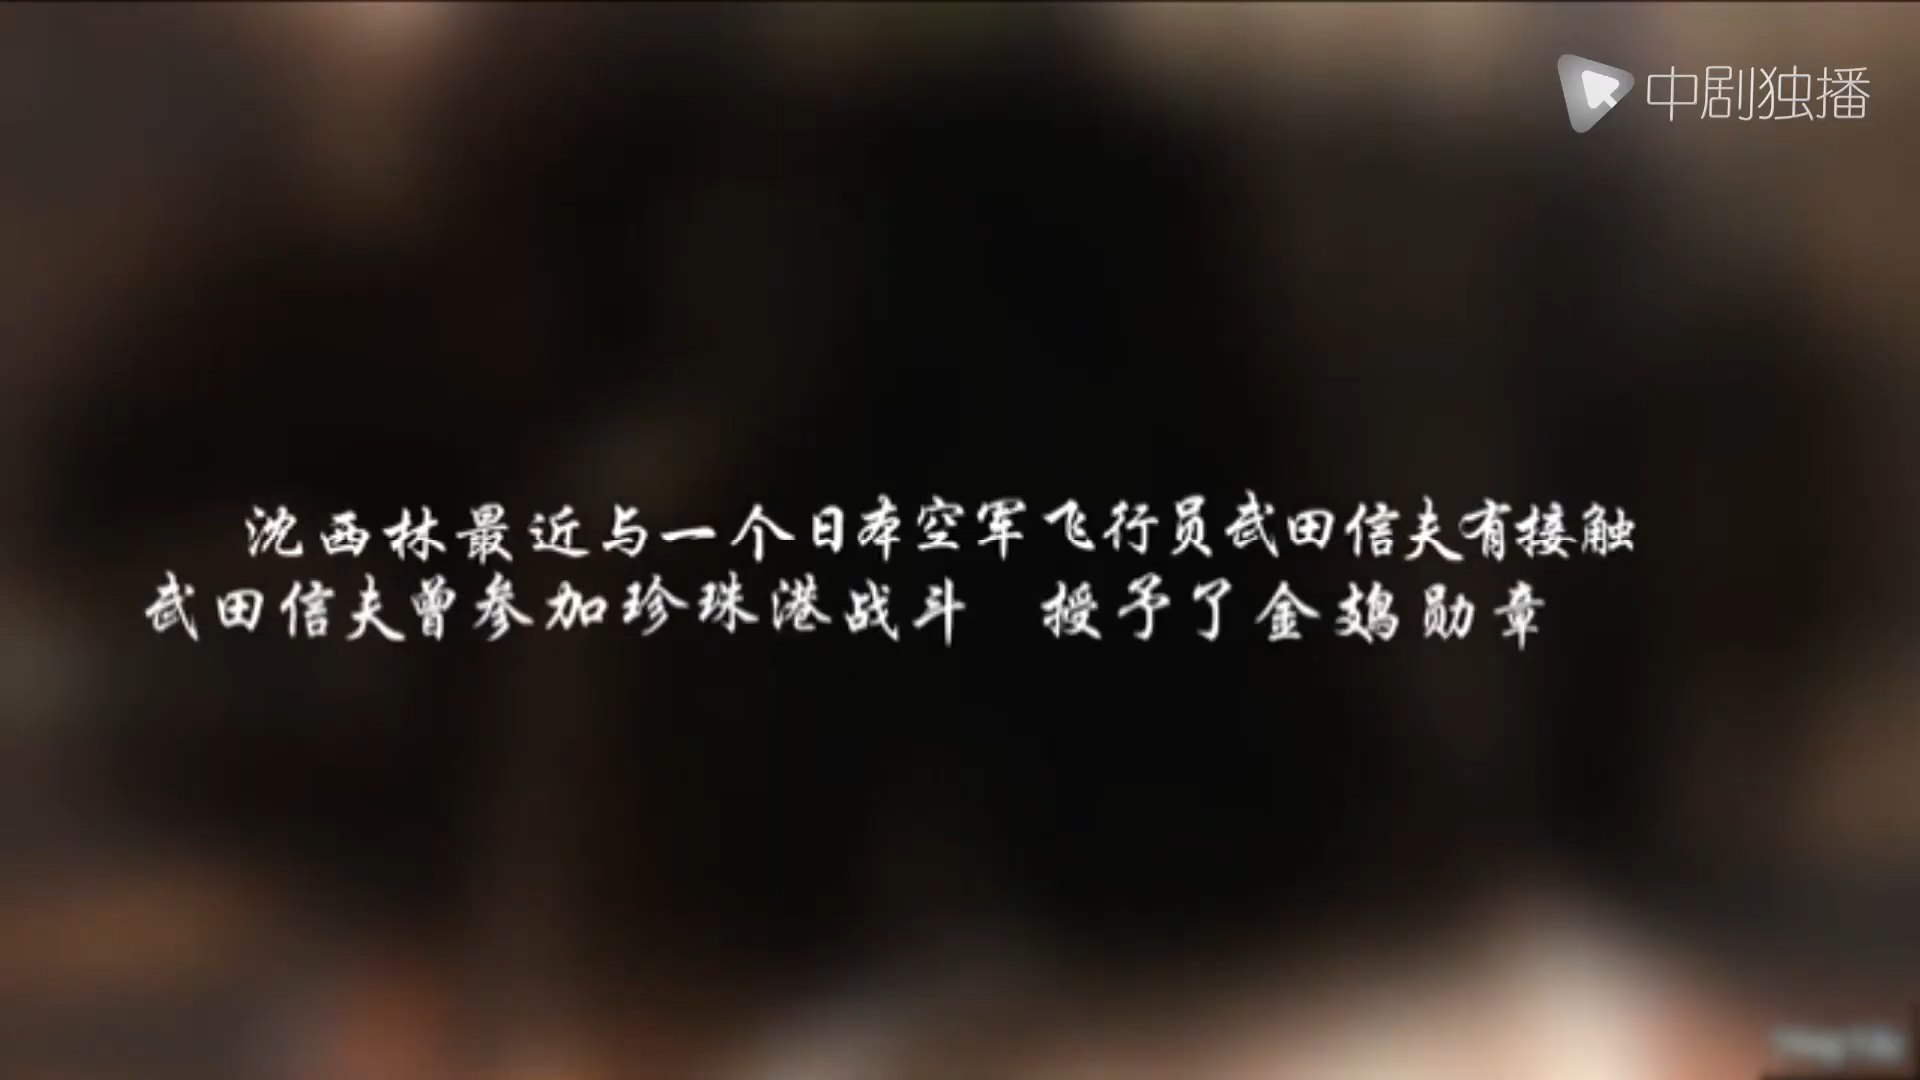 中剧独播
沈西林最近与一个日本空军飞行员武田信夫有接触
武田信夫曾参加珍珠港战斗 授予了金鵄勋章